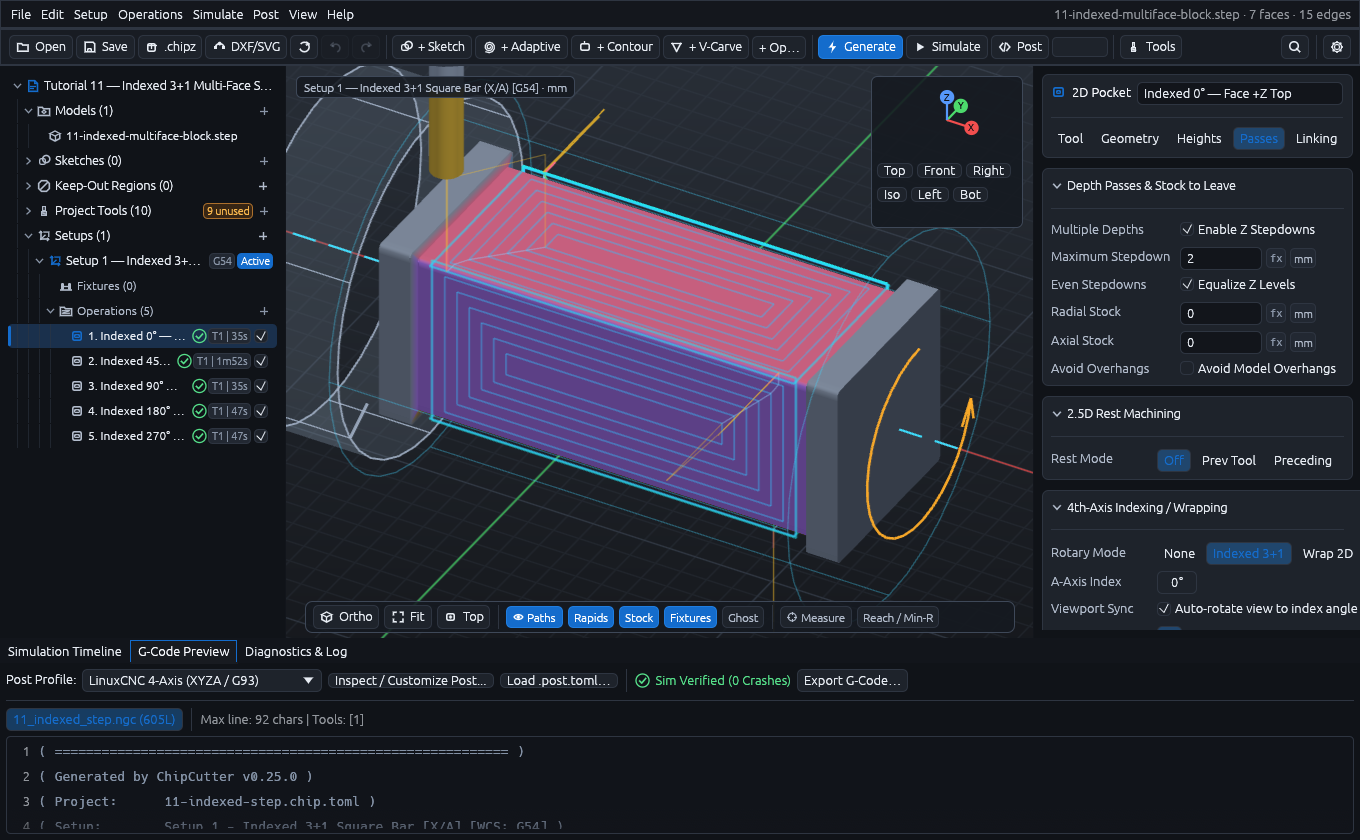 File Edit Setup Operations Simulate Post View Help
11-indexed-multiface-block.step · 7 faces · 15 edges
Open Save .chipz DXF/SVG + Sketch + Adaptive + Contour + V-Carve + Op... Generate Simulate Post Tools
Tutorial 11 — Indexed 3+1 Multi-Face S...
Models (1) +
11-indexed-multiface-block.step
Sketches (0) +
Keep-Out Regions (0) +
Project Tools (10) 9 unused +
Setups (1) +
Setup 1 — Indexed 3+... G54 Active
Fixtures (0)
Operations (5) +
1. Indexed 0° — ... T1 | 35s
2. Indexed 45... T1 | 1m52s
3. Indexed 90° ... T1 | 35s
4. Indexed 180° ... T1 | 47s
5. Indexed 270° ... T1 | 47s
Setup 1 — Indexed 3+1 Square Bar (X/A) [G54] · mm
Z
Y
X
Top Front Right
Iso Left Bot
Ortho Fit Top Paths Rapids Stock Fixtures Ghost Measure Reach / Min-R
2D Pocket Indexed 0° — Face +Z Top
Tool Geometry Heights Passes Linking
Depth Passes & Stock to Leave
Multiple Depths Enable Z Stepdowns
Maximum Stepdown 2 fx mm
Even Stepdowns Equalize Z Levels
Radial Stock 0 fx mm
Axial Stock 0 fx mm
Avoid Overhangs Avoid Model Overhangs
2.5D Rest Machining
Rest Mode Off Prev Tool Preceding
4th-Axis Indexing / Wrapping
Rotary Mode None Indexed 3+1 Wrap 2D
A-Axis Index 0°
Viewport Sync Auto-rotate view to index angle
Simulation Timeline G-Code Preview Diagnostics & Log
Post Profile: LinuxCNC 4-Axis (XYZA / G93) Inspect / Customize Post... Load .post.toml... Sim Verified (0 Crashes) Export G-Code...
11_indexed_step.ngc (605L) Max line: 92 chars | Tools: [1]
1 ( ========================================================== )
2 ( Generated by ChipCutter v0.25.0 )
3 ( Project: 11-indexed-step.chip.toml )
4 ( Setup: Setup 1 - Indexed 3+1 Square Bar [X/A] [WCS: G54] )